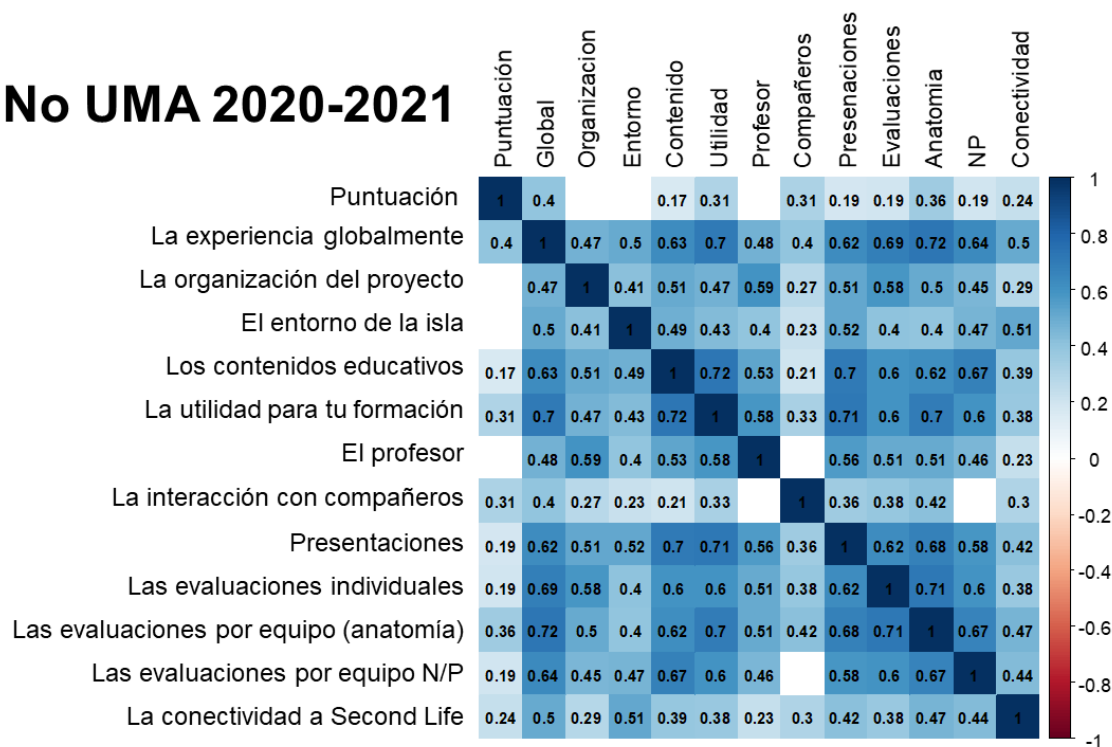 No UMA 2020-2021
Puntuación Global Organizacion Entorno Contenido Utilidad Profesor Compañeros Presenaciones Evaluaciones Anatomia NP Conectividad
Puntuación 1 0.4 0.17 0.31 0.31 0.19 0.19 0.36 0.19 0.24
La experiencia globalmente 0.4 1 0.47 0.5 0.63 0.7 0.48 0.4 0.62 0.69 0.72 0.64 0.5
La organización del proyecto 0.47 1 0.41 0.51 0.47 0.59 0.27 0.51 0.58 0.5 0.45 0.29
El entorno de la isla 0.5 0.41 1 0.49 0.43 0.4 0.23 0.52 0.4 0.4 0.47 0.51
Los contenidos educativos 0.17 0.63 0.51 0.49 1 0.72 0.53 0.21 0.7 0.6 0.62 0.67 0.39
La utilidad para tu formación 0.31 0.7 0.47 0.43 0.72 1 0.58 0.33 0.71 0.6 0.7 0.6 0.38
El profesor 0.48 0.59 0.4 0.53 0.58 1 0.56 0.51 0.51 0.46 0.23
La interacción con compañeros 0.31 0.4 0.27 0.23 0.21 0.33 1 0.36 0.38 0.42 0.3
Presentaciones 0.19 0.62 0.51 0.52 0.7 0.71 0.56 0.36 1 0.62 0.68 0.58 0.42
Las evaluaciones individuales 0.19 0.69 0.58 0.4 0.6 0.6 0.51 0.38 0.62 1 0.71 0.6 0.38
Las evaluaciones por equipo (anatomía) 0.36 0.72 0.5 0.4 0.62 0.7 0.51 0.42 0.68 0.71 1 0.67 0.47
Las evaluaciones por equipo N/P 0.19 0.64 0.45 0.47 0.67 0.6 0.46 0.58 0.6 0.67 1 0.44
La conectividad a Second Life 0.24 0.5 0.29 0.51 0.39 0.38 0.23 0.3 0.42 0.38 0.47 0.44 1
1
0.8
0.6
0.4
0.2
0
-0.2
-0.4
-0.6
-0.8
-1